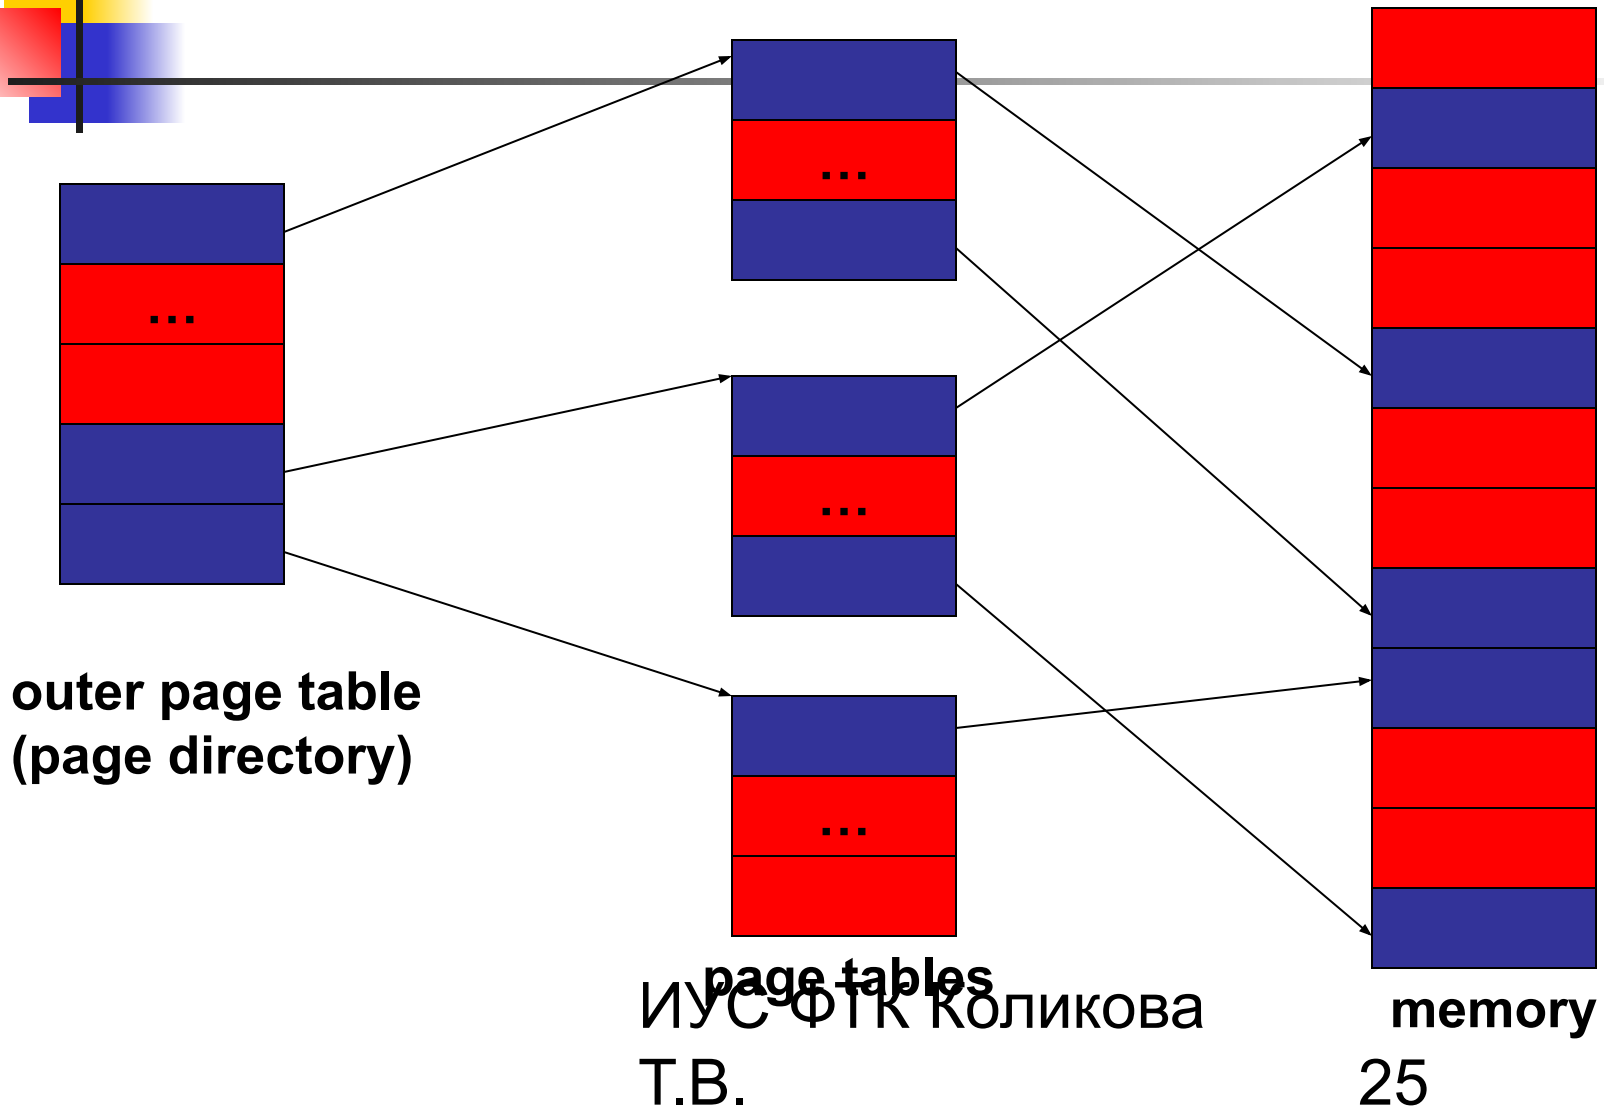 ...
...
...
...
outer page table
(page directory)
page tables
memory
ИУС ФТК Коликова
Т.В.
25